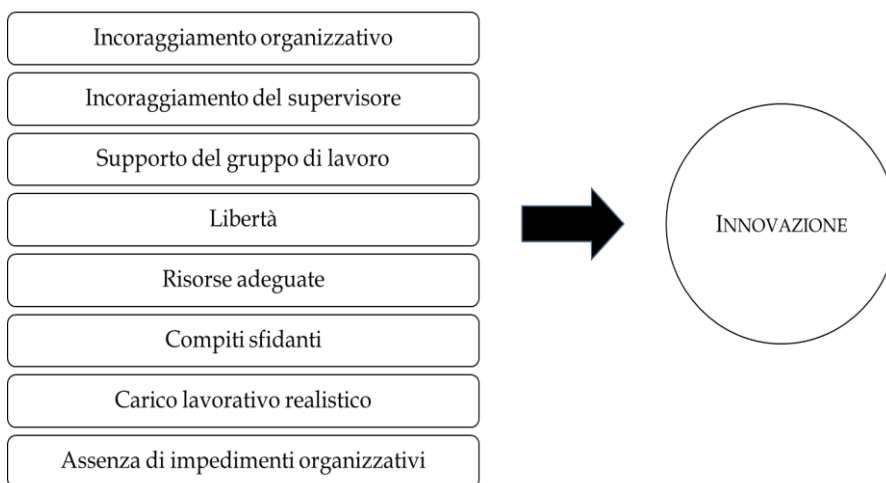 Incoraggiamento organizzativo
Incoraggiamento del supervisore
Supporto del gruppo di lavoro
Libertà
Risorse adeguate
Compiti sfidanti
Carico lavorativo realistico
Assenza di impedimenti organizzativi
INNOVAZIONE